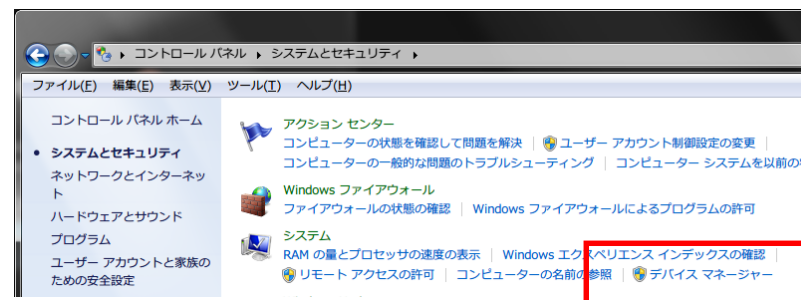 コントロール パネル システムとセキュリティ
ファイル(F) 編集(E) 表示(V) ツール(T) ヘルプ(H)
コントロール パネル ホーム
システムとセキュリティ
ネットワークとインターネッ
ト
ハードウェアとサウンド
プログラム
ユーザー アカウントと家族の
ための安全設定
アクション センター
コンピューターの状態を確認して問題を解決 ユーザー アカウント制御設定の変更
コンピューターの一般的な問題のトラブルシューティング コンピューター システムを以前の
Windows ファイアウォール
ファイアウォールの状態の確認 Windows ファイアウォールによるプログラムの許可
システム
RAM の量とプロセッサの速度の表示 Windows エクスペリエンス インデックスの確認
リモート アクセスの許可 コンピューターの名前の参照 デバイス マネージャー